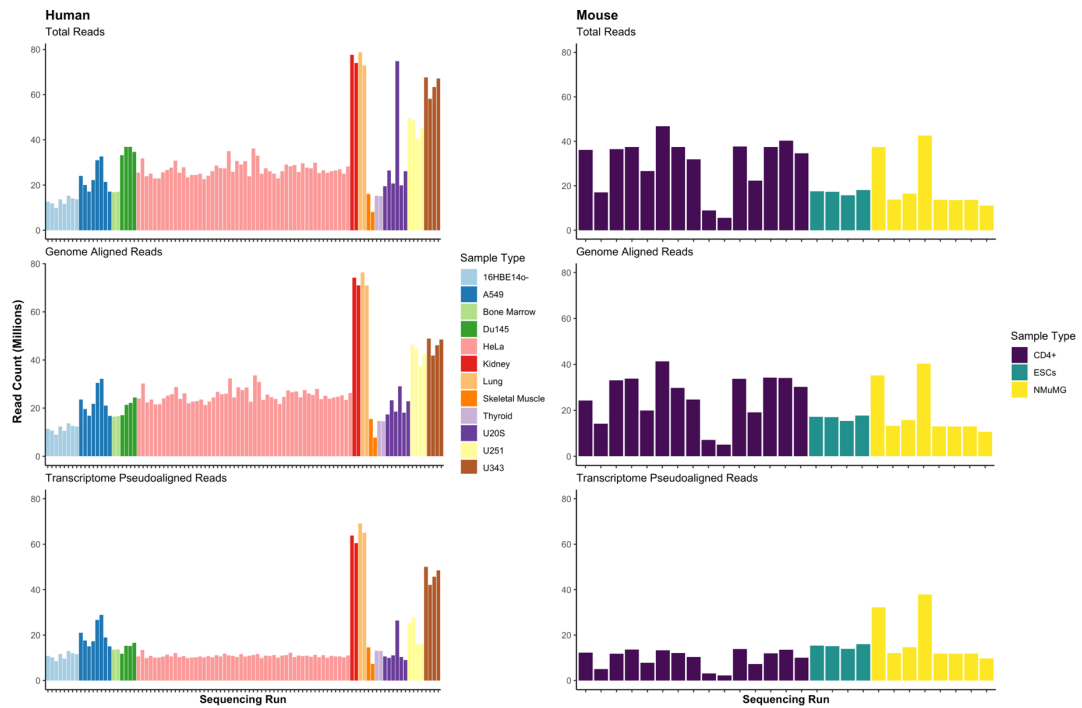 Human
Total Reads
80
60
40
20
0
Genome Aligned Reads
80
60
40
20
0
Transcriptome Pseudoaligned Reads
80
60
40
20
0
Read Count (Millions)
Sequencing Run
Sample Type
16HBE14o-
A549
Bone Marrow
Du145
HeLa
Kidney
Lung
Skeletal Muscle
Thyroid
U20S
U251
U343
Mouse
Total Reads
80
60
40
20
0
Genome Aligned Reads
80
60
40
20
0
Transcriptome Pseudoaligned Reads
80
60
40
20
0
Sequencing Run
Sample Type
CD4+
ESCs
NMuMG